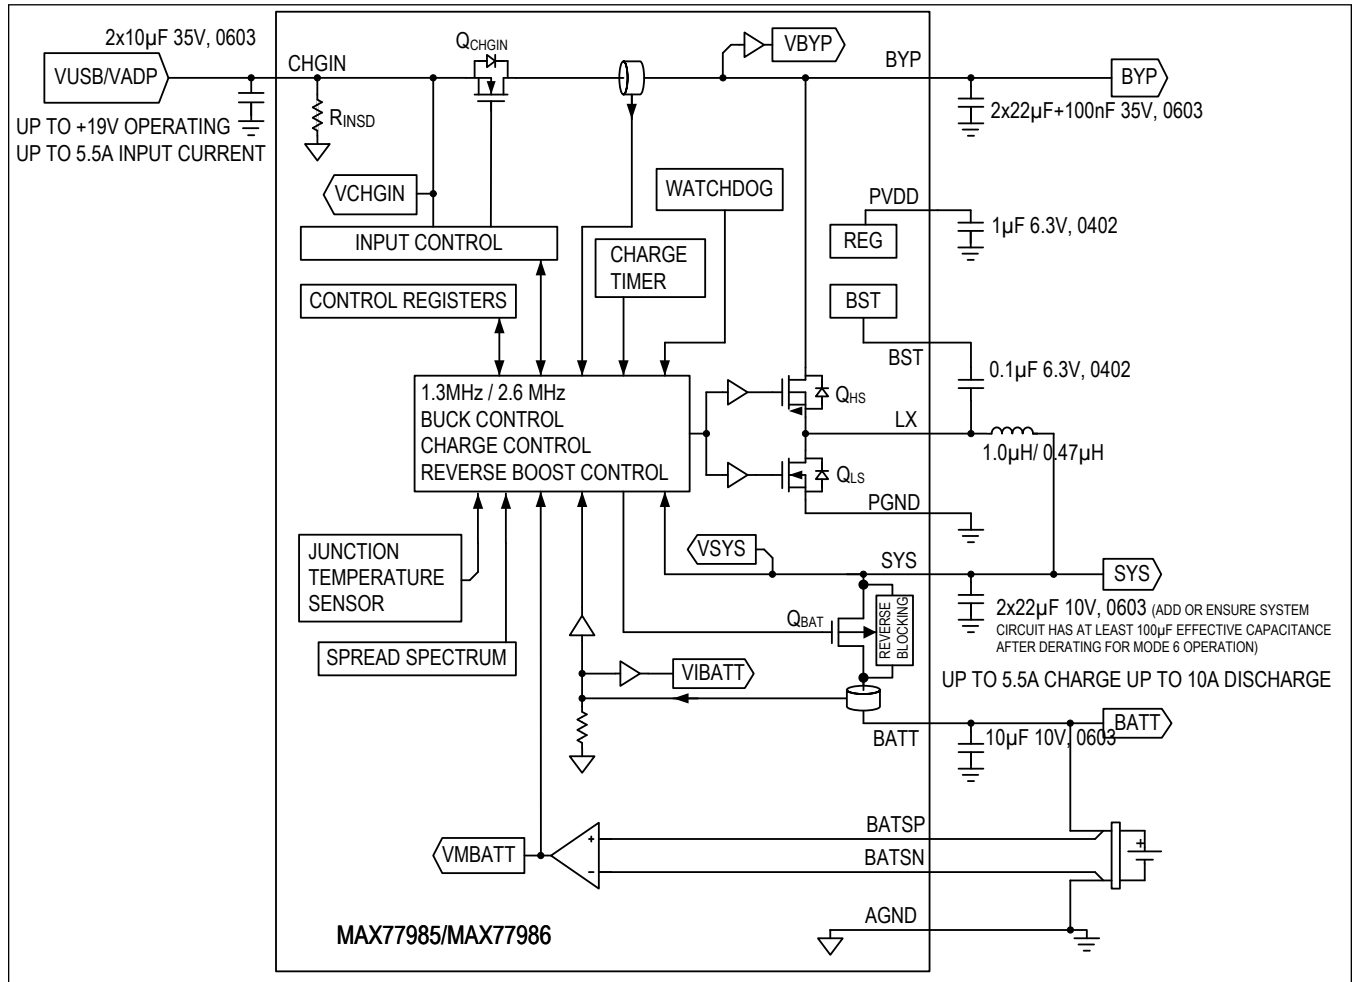 2x10µF 35V, 0603
VUSB/VADP
UP TO +19V OPERATING
UP TO 5.5A INPUT CURRENT
CHGIN
QCHGIN
RINSD
VBYP
BYP
BYP
2x22µF+100nF 35V, 0603
VCHGIN
INPUT CONTROL
CONTROL REGISTERS
WATCHDOG
CHARGE
TIMER
PVDD
REG
1µF 6.3V, 0402
BST
BST
0.1µF 6.3V, 0402
1.3MHz / 2.6 MHz
BUCK CONTROL
CHARGE CONTROL
REVERSE BOOST CONTROL
QHS
LX
1.0µH/ 0.47µH
QLS
PGND
JUNCTION
TEMPERATURE
SENSOR
SPREAD SPECTRUM
VSYS
SYS
SYS
2x22µF 10V, 0603 (ADD OR ENSURE SYSTEM
CIRCUIT HAS AT LEAST 100µF EFFECTIVE CAPACITANCE
AFTER DERATING FOR MODE 6 OPERATION)
QBAT
REVERSE
BLOCKING
VIBATT
UP TO 5.5A CHARGE UP TO 10A DISCHARGE
BATT
10µF 10V, 0603
BATT
BATSP
BATSN
VMBATT
+
-
+
AGND
MAX77985/MAX77986